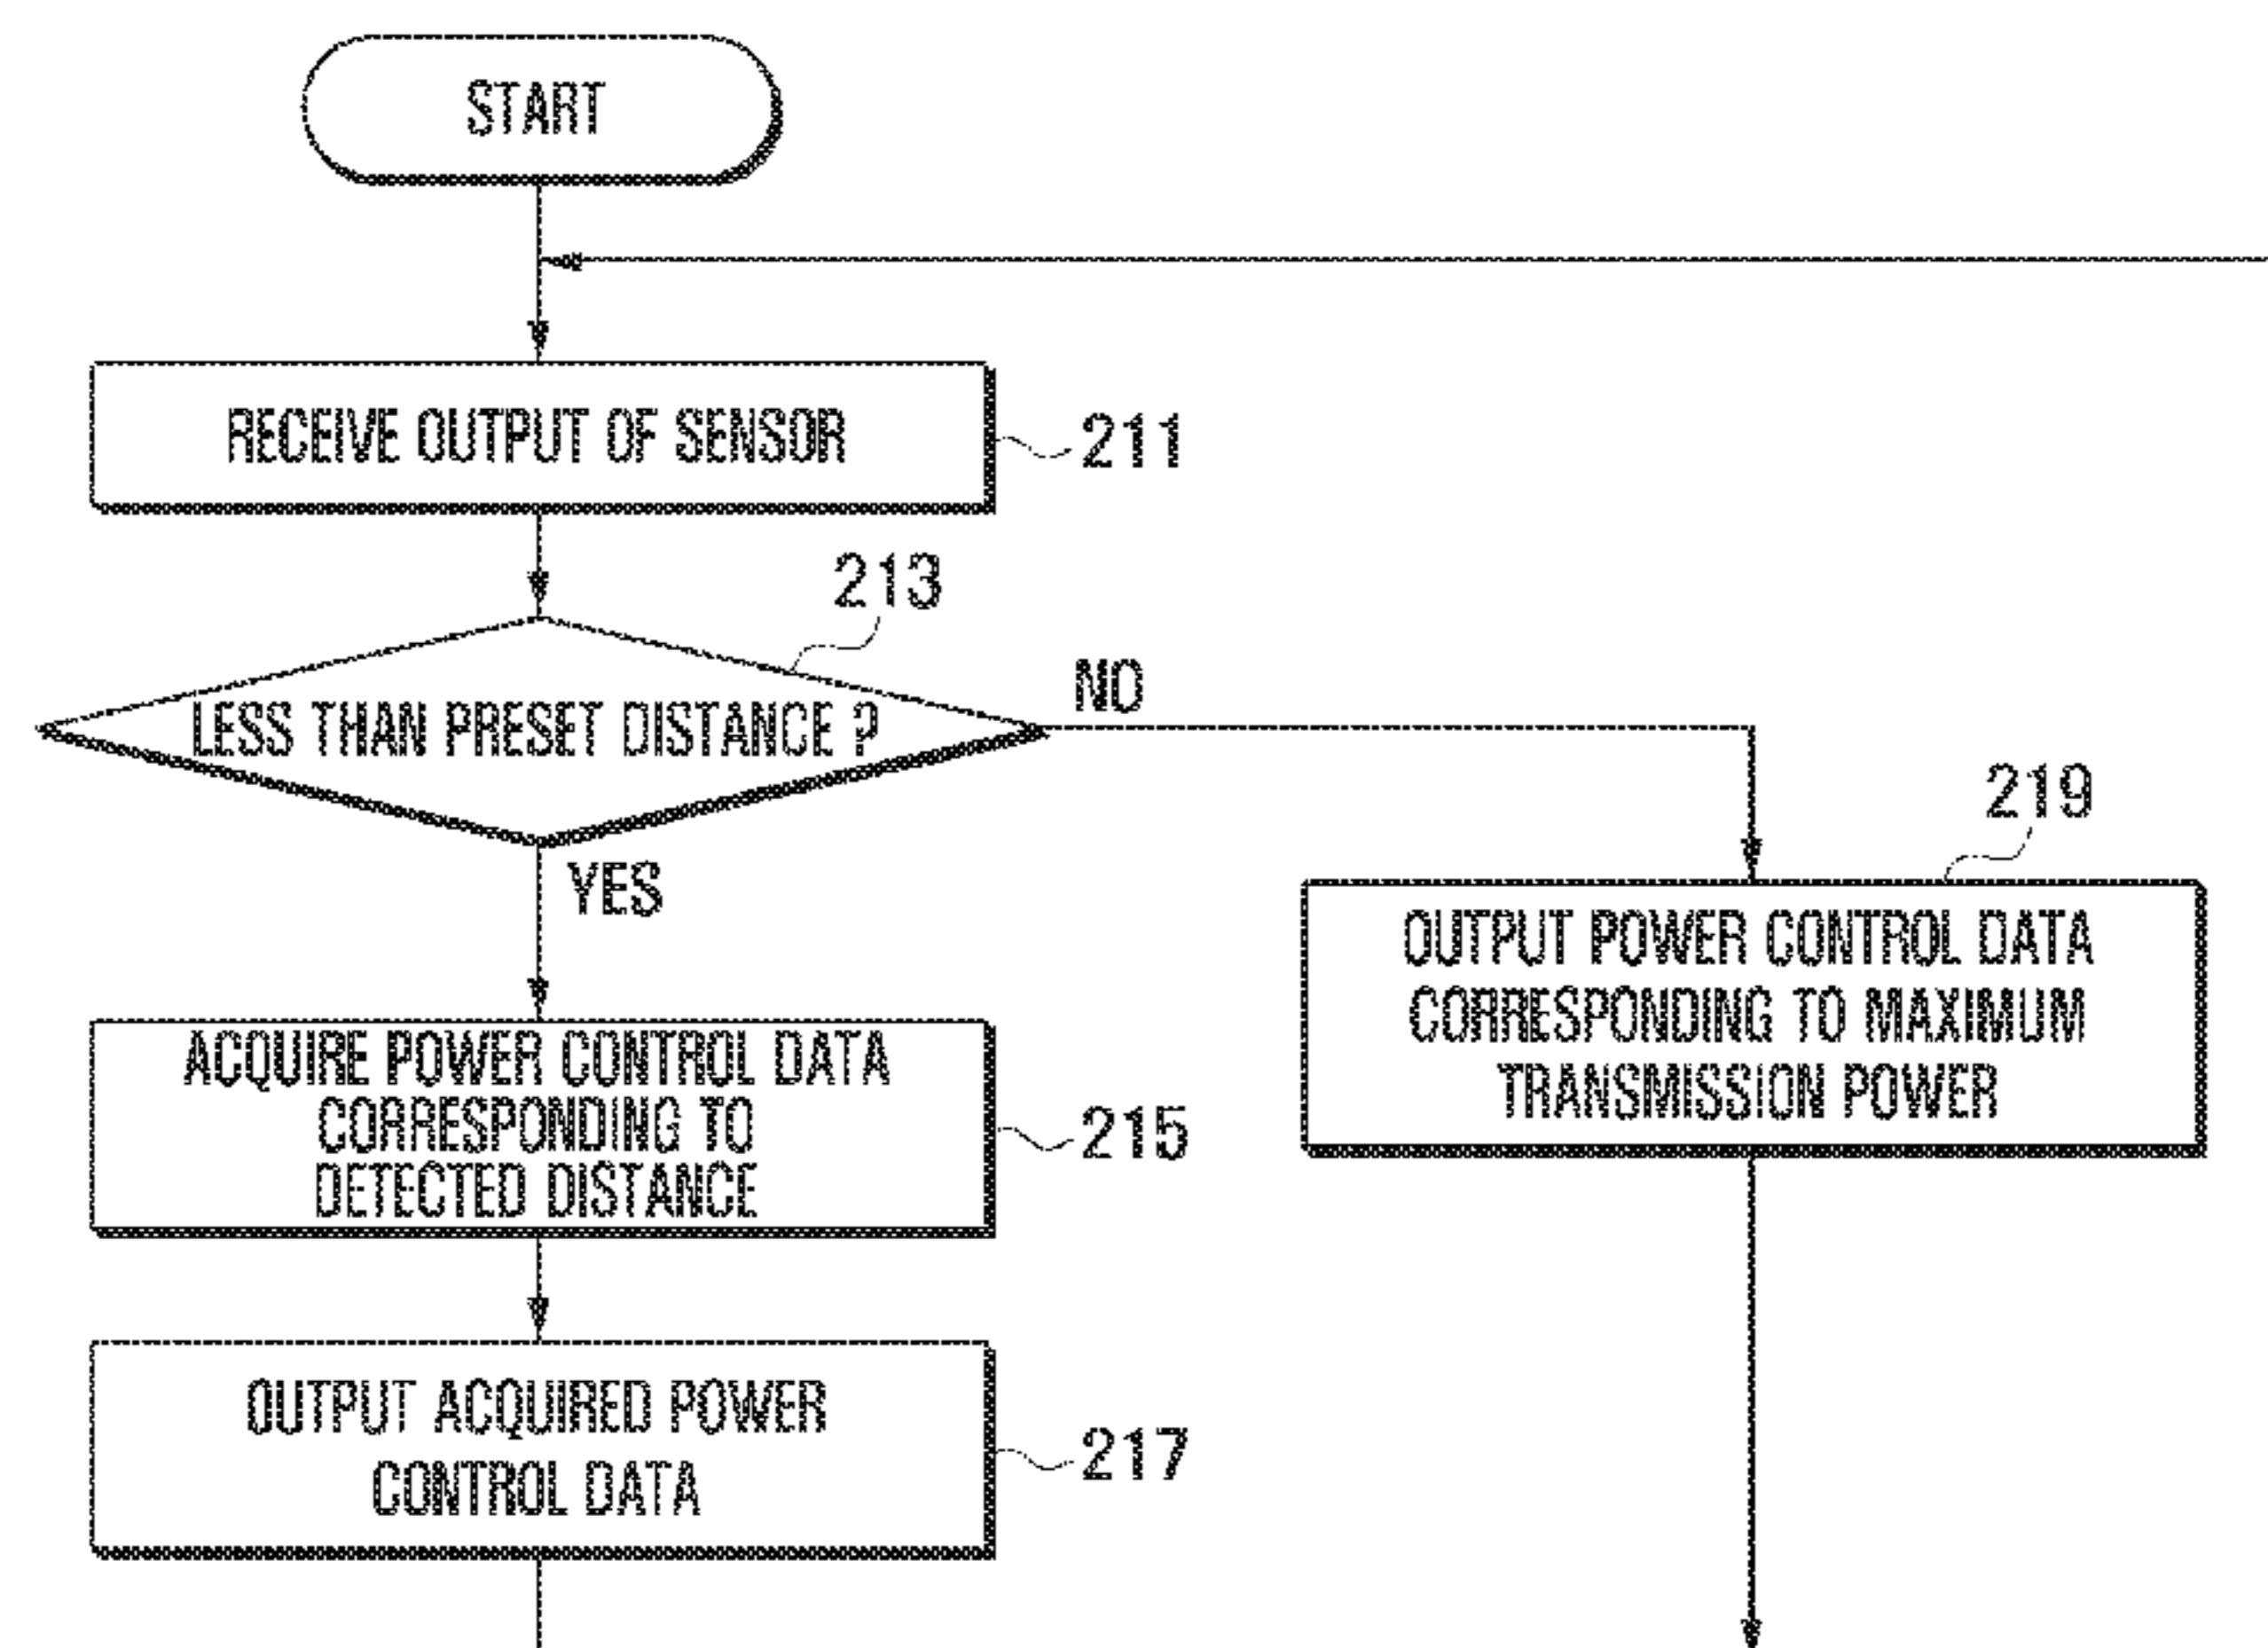 START
RECEIVE OUTPUT OF SENSOR
211
213
LESS THAN PRESET DISTANCE ?
NO
YES
219
OUTPUT POWER CONTROL DATA
CORRESPONDING TO MAXIMUM
TRANSMISSION POWER
ACQUIRE POWER CONTROL DATA
CORRESPONDING TO
DETECTED DISTANCE
215
OUTPUT ACQUIRED POWER
CONTROL DATA
217